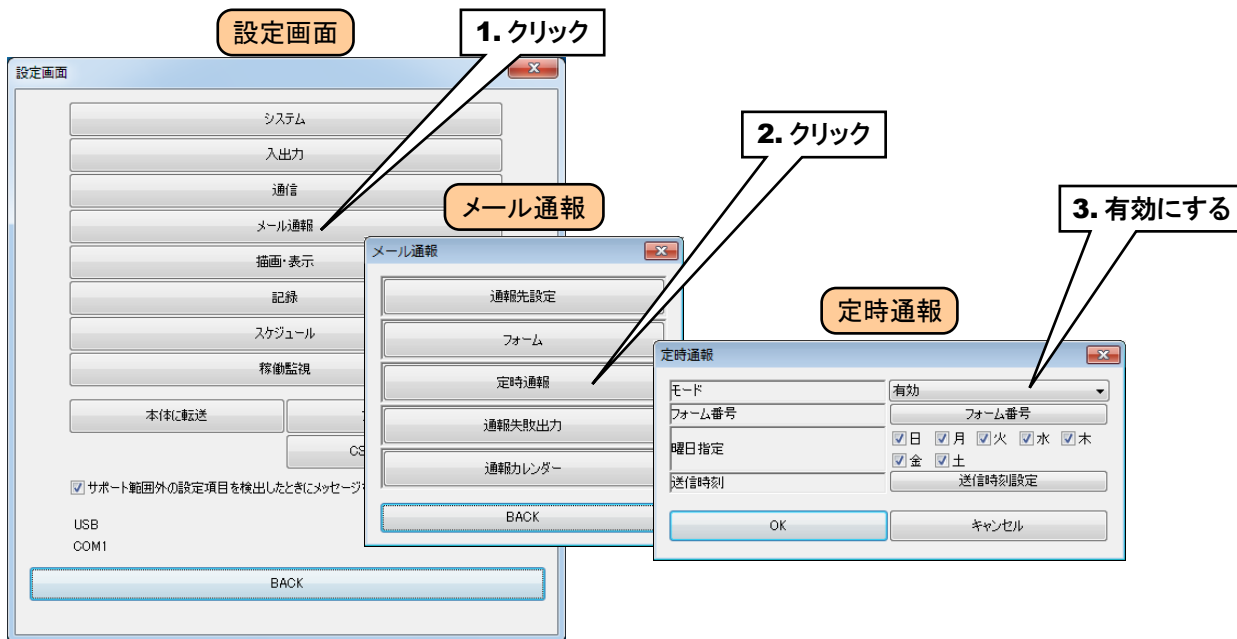 設定画面
1. クリック
設定画面
システム
入出力
通信
メール通報
描画・表示
記録
スケジュール
稼働監視
本体に転送
CS
サポート範囲外の設定項目を検出したときにメッセージ
USB
COM1
BACK
2. クリック
メール通報
メール通報
通報先設定
フォーム
定時通報
通報失敗出力
通報カレンダー
BACK
3. 有効にする
定時通報
定時通報
モード
有効
フォーム番号
フォーム番号
曜日指定
日 月 火 水 木
金 土
送信時刻
送信時刻設定
OK
キャンセル